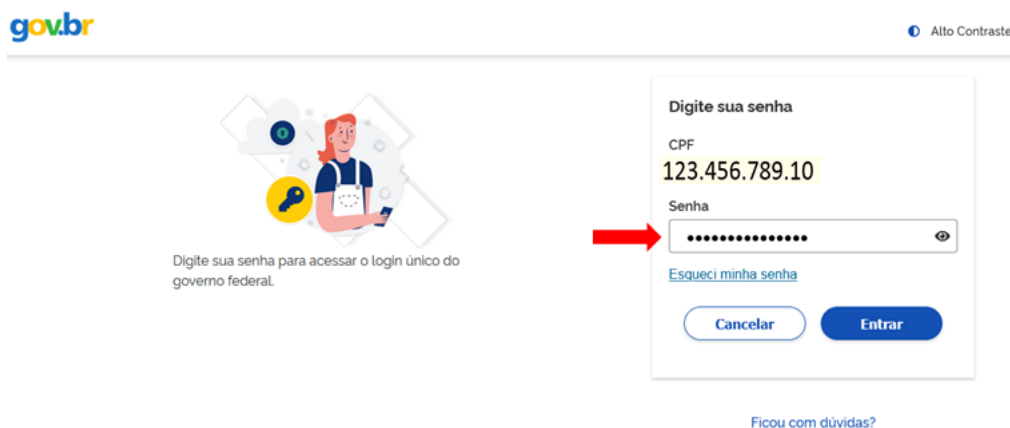 gov.br
Alto Contraste
Digite sua senha
CPF
123.456.789.10
Senha
•••••••••••••••
Esqueci minha senha
Cancelar
Entrar
Digite sua senha para acessar o login único do
governo federal.
Ficou com dúvidas?